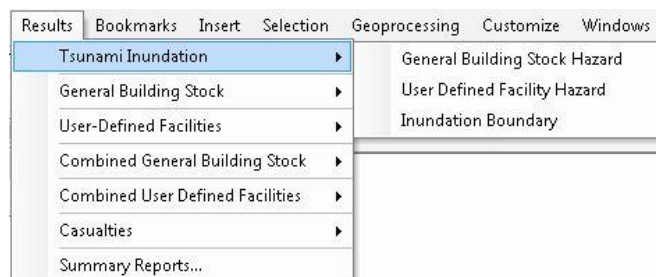 Results Bookmarks Insert Selection Geoprocessing Customize Windows
Tsunami Inundation
General Building Stock
User-Defined Facilities
Combined General Building Stock
Combined User Defined Facilities
Casualties
Summary Reports...
General Building Stock Hazard
User Defined Facility Hazard
Inundation Boundary